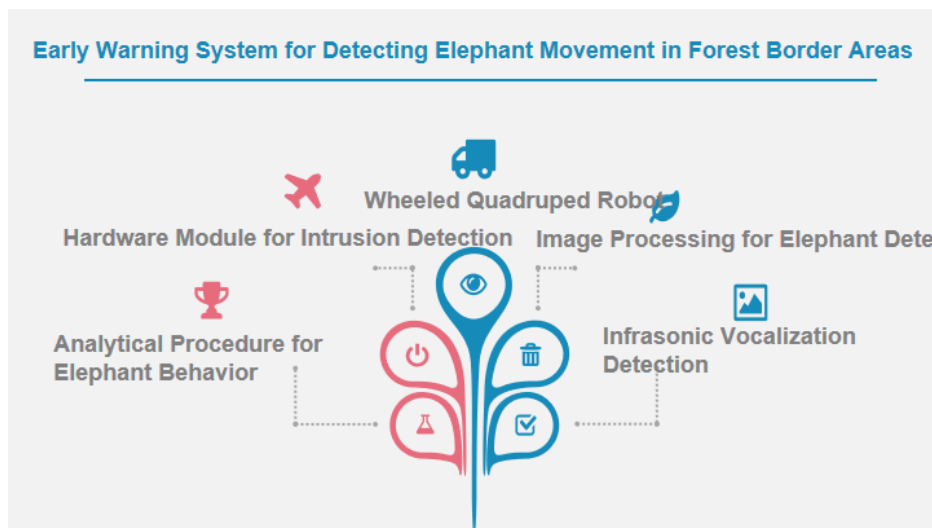 Early Warning System for Detecting Elephant Movement in Forest Border Areas
Wheeled Quadruped Robot
Hardware Module for Intrusion Detection
Image Processing for Elephant Dete
Analytical Procedure for
Elephant Behavior
Infrasonic Vocalization
Detection